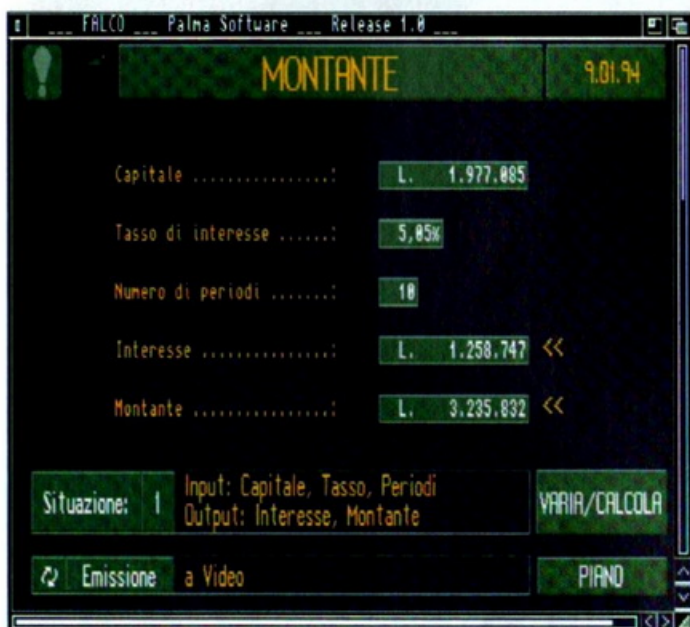 ___ FALCO ___ Palma Software ___ Release 1.0 ___
MONTANTE
9.01.94
Capitale ................: L. 1.977.085
Tasso di interesse ......: 5,05%
Numero di periodi .......: 10
Interesse ...............: L. 1.258.747 <<
Montante ................: L. 3.235.832 <<
Situazione: 1
Input: Capitale, Tasso, Periodi
Output: Interesse, Montante
VARIA/CALCOLA
Emissione a Video
PIANO